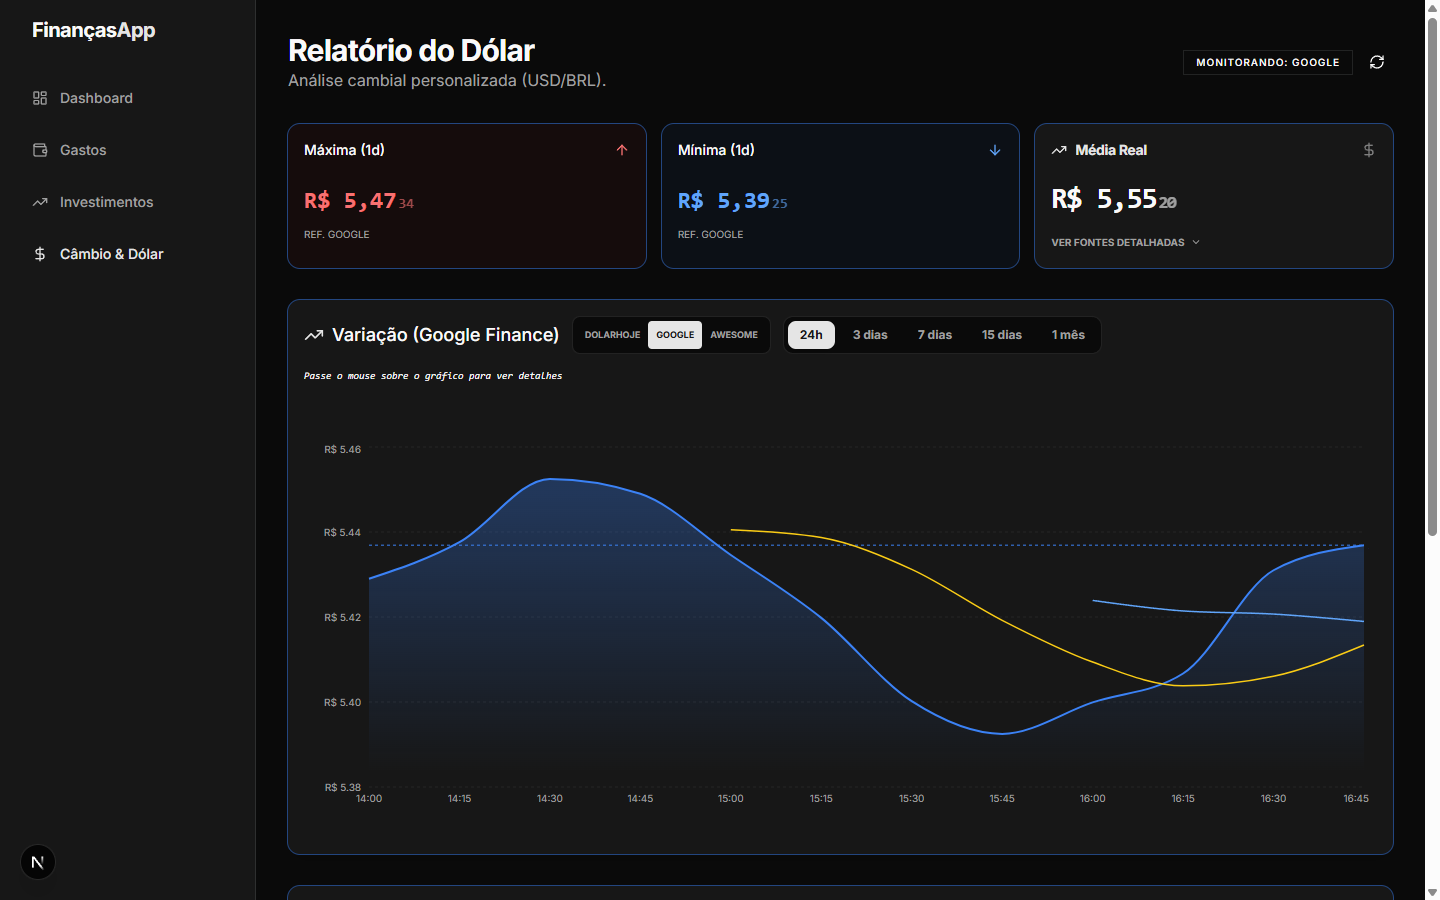 FinançasApp
Dashboard
Gastos
Investimentos
Câmbio & Dólar
Relatório do Dólar
Análise cambial personalizada (USD/BRL).
MONITORANDO: GOOGLE
Máxima (1d)
R$ 5,4734
REF. GOOGLE
Mínima (1d)
R$ 5,3925
REF. GOOGLE
Média Real
R$ 5,5520
VER FONTES DETALHADAS
Variação (Google Finance)
DOLARHOJE GOOGLE AWESOME
24h 3 dias 7 dias 15 dias 1 mês
Passe o mouse sobre o gráfico para ver detalhes
R$ 5.46
R$ 5.44
R$ 5.42
R$ 5.40
R$ 5.38
14:00 14:15 14:30 14:45 15:00 15:15 15:30 15:45 16:00 16:15 16:30 16:45
N